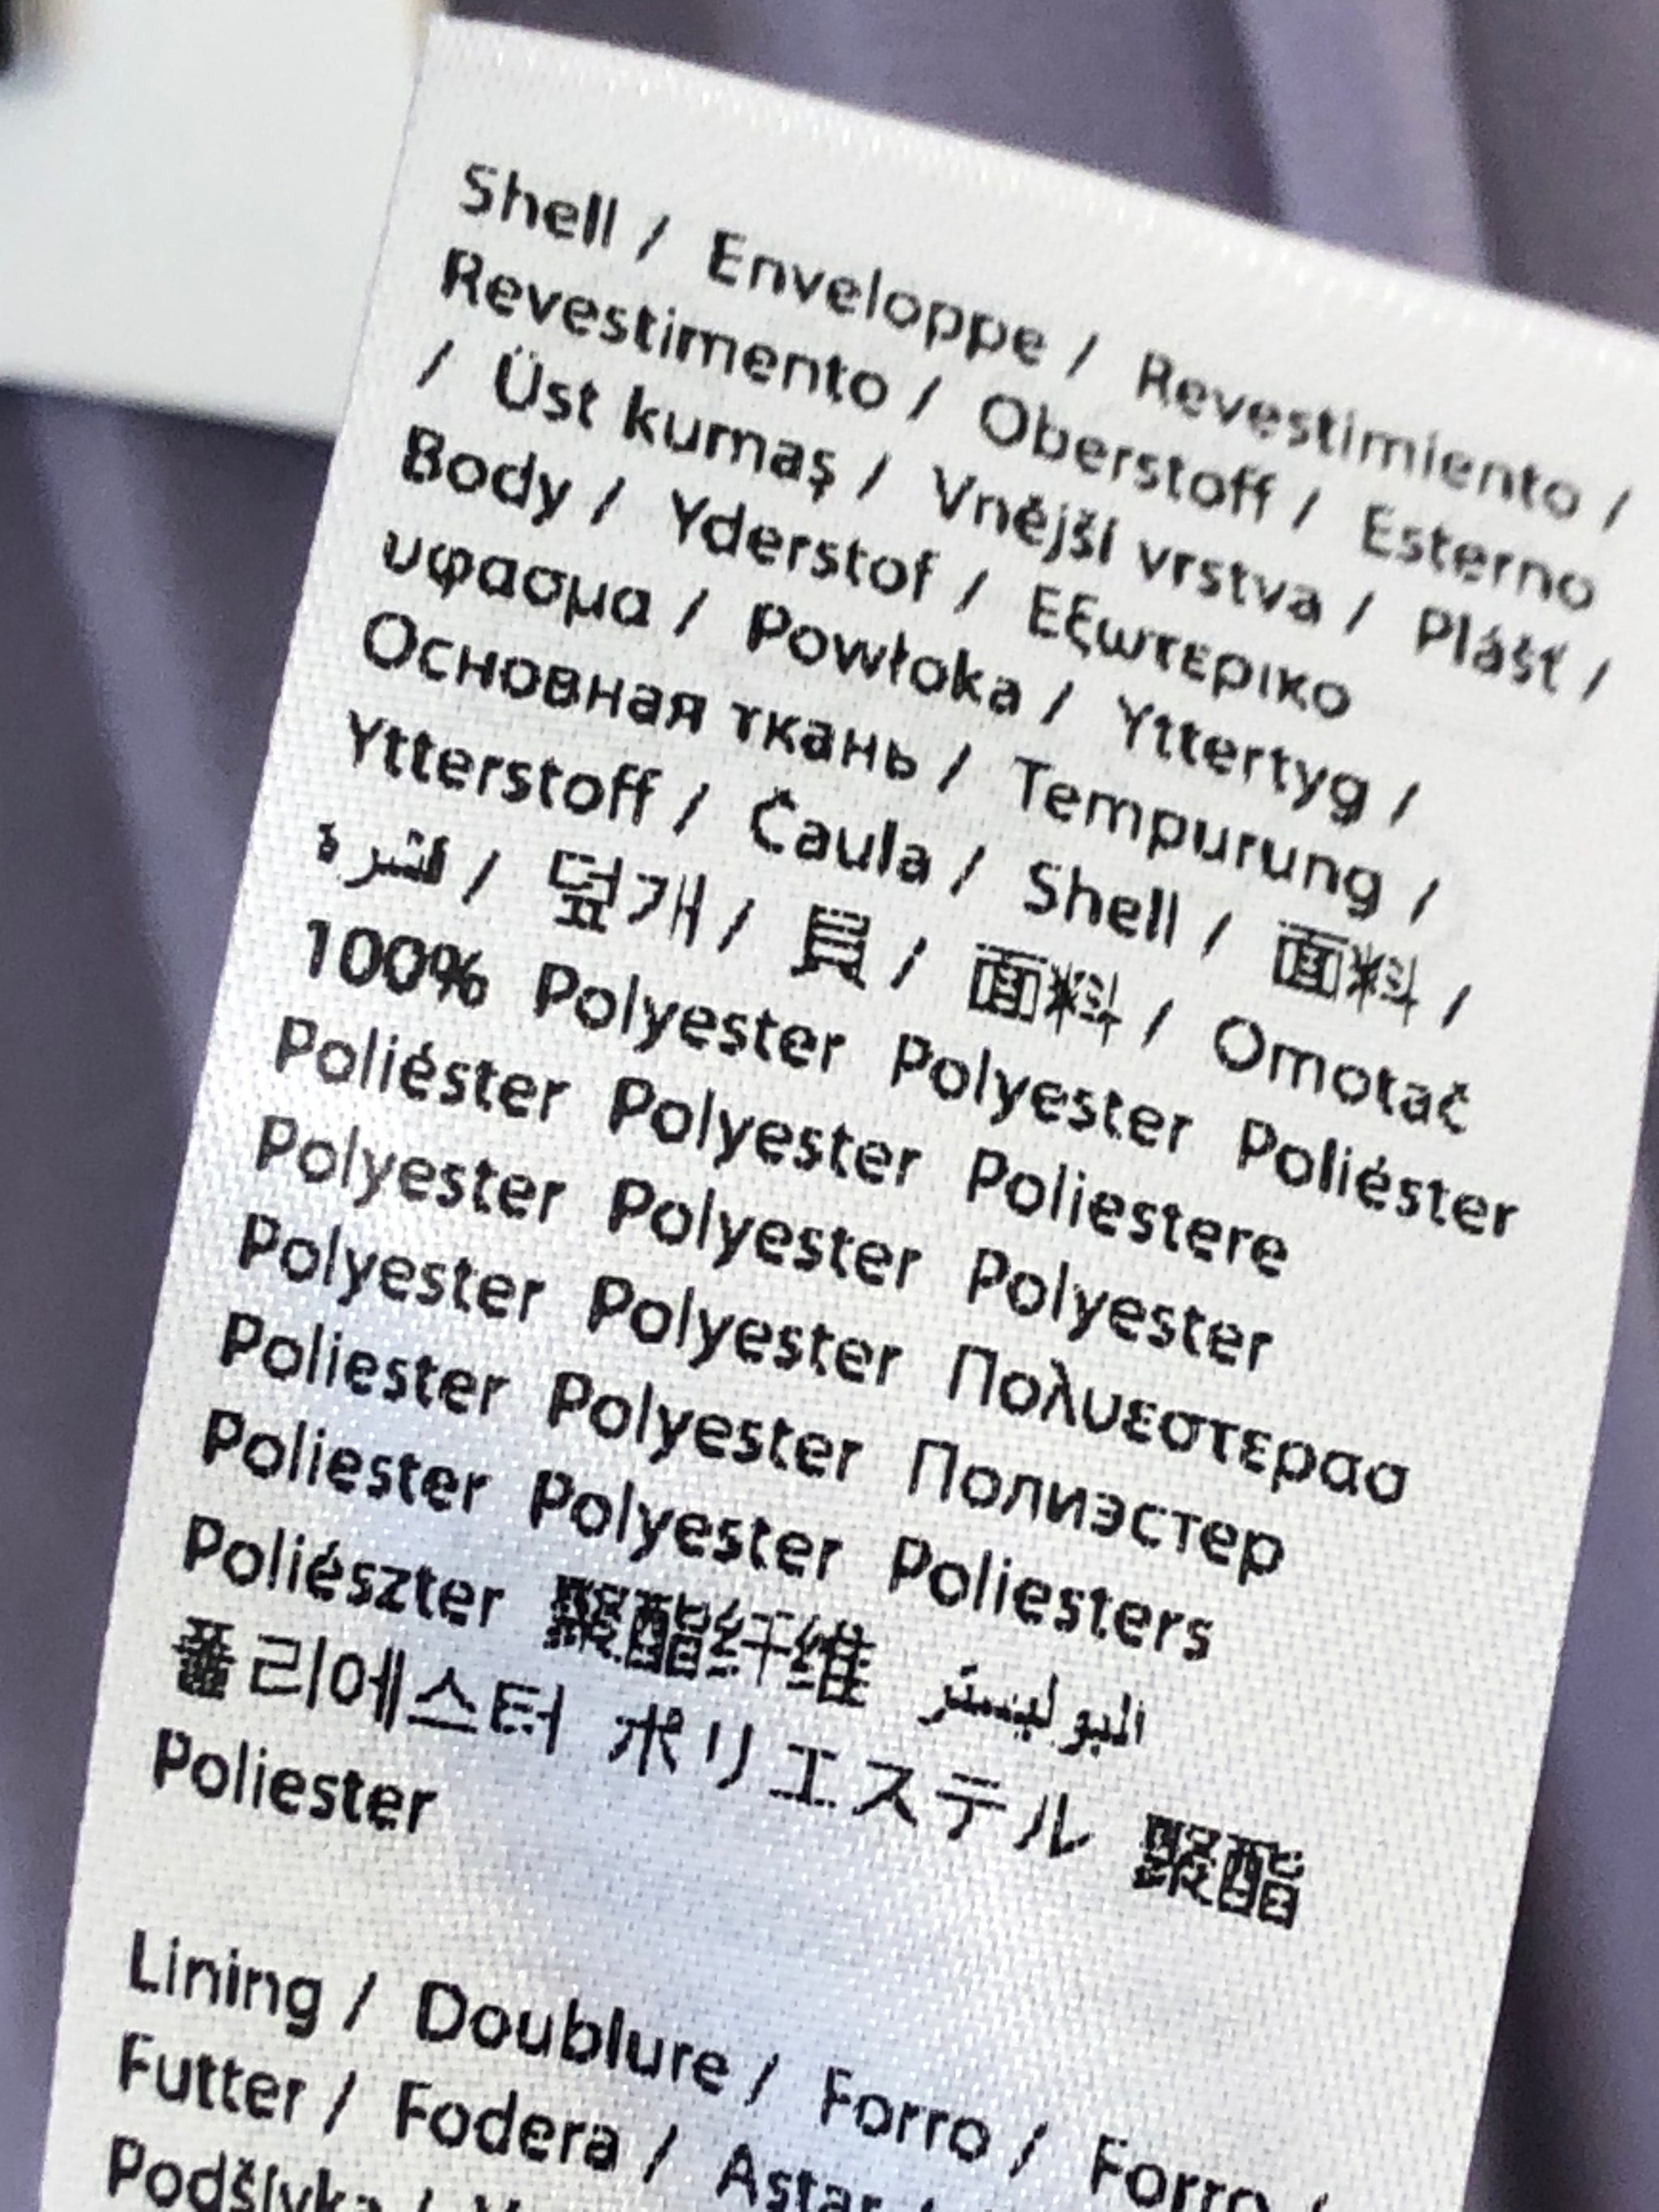 Shell / Enveloppe / Revestimiento /
Revestimento / Oberstoff / Esterno
/ Üst kumaş / Vnější vrstva / Plášť /
Body / Yderstof / Εξωτερικο
υφασμα / Powłoka / Yttertyg /
Основная ткань / Tempurung /
Ytterstoff / Čaula / Shell / 面料 /
القشرة / 덮개 / 貝 / 面料 / Omotač
100% Polyester Polyester Poliéster
Poliéster Polyester Poliestere
Polyester Polyester Polyester
Polyester Polyester Πολυεστερασ
Poliester Polyester Полиэстер
Poliester Polyester Poliesters
Poliészter 聚酯纤维 البوليستر
폴리에스터 ポリエステル 聚酯
Poliester
Lining / Doublure / Forro / Forro /
Futter / Fodera / Astar /
Podšívka /